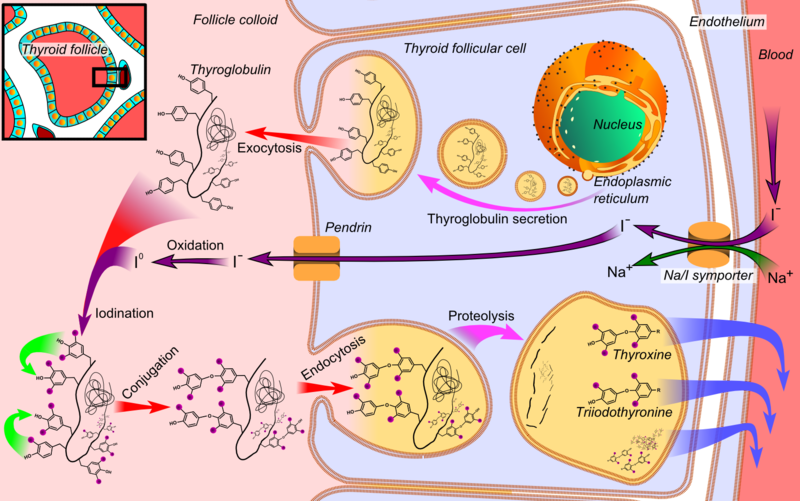 Follicle colloid
Endothelium
Thyroid follicle
Thyroid follicular cell
Blood
Thyroglobulin
Nucleus
Exocytosis
Endoplasmic
reticulum
Thyroglobulin secretion
Pendrin
I⁻
I⁻
Oxidation
I⁰
I⁻
Na⁺
Na/I symporter
Na⁺
Iodination
Proteolysis
Conjugation
Endocytosis
Thyroxine
Triiodothyronine